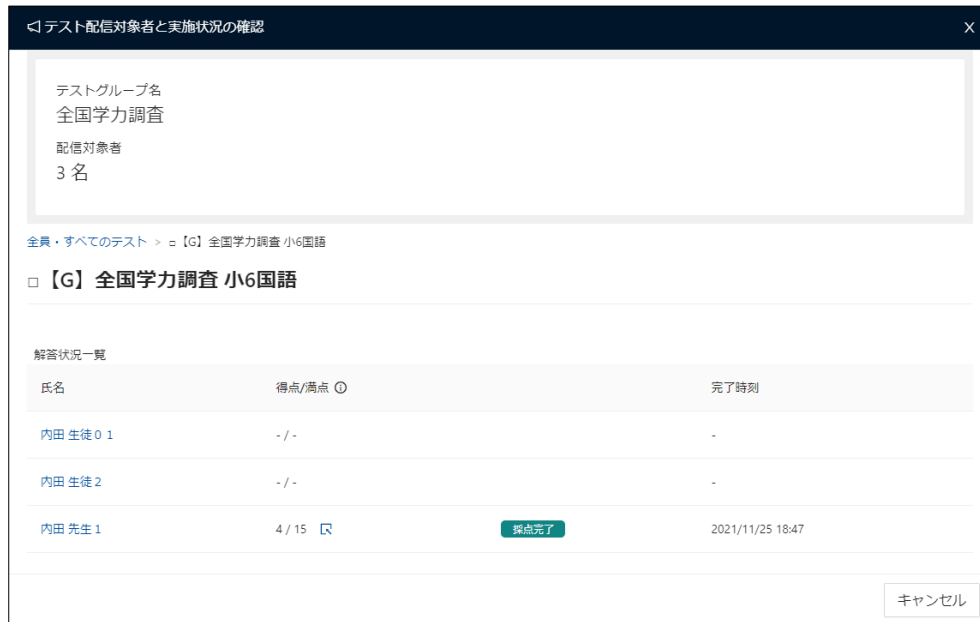 テスト配信対象者と実施状況の確認 X
テストグループ名
全国学力調査
配信対象者
3 名
全員・すべてのテスト > □【G】全国学力調査 小6国語
□【G】全国学力調査 小6国語
解答状況一覧
氏名 得点/満点 完了時刻
内田 生徒０１ - / - -
内田 生徒２ - / - -
内田 先生１ 4 / 15 採点完了 2021/11/25 18:47
キャンセル